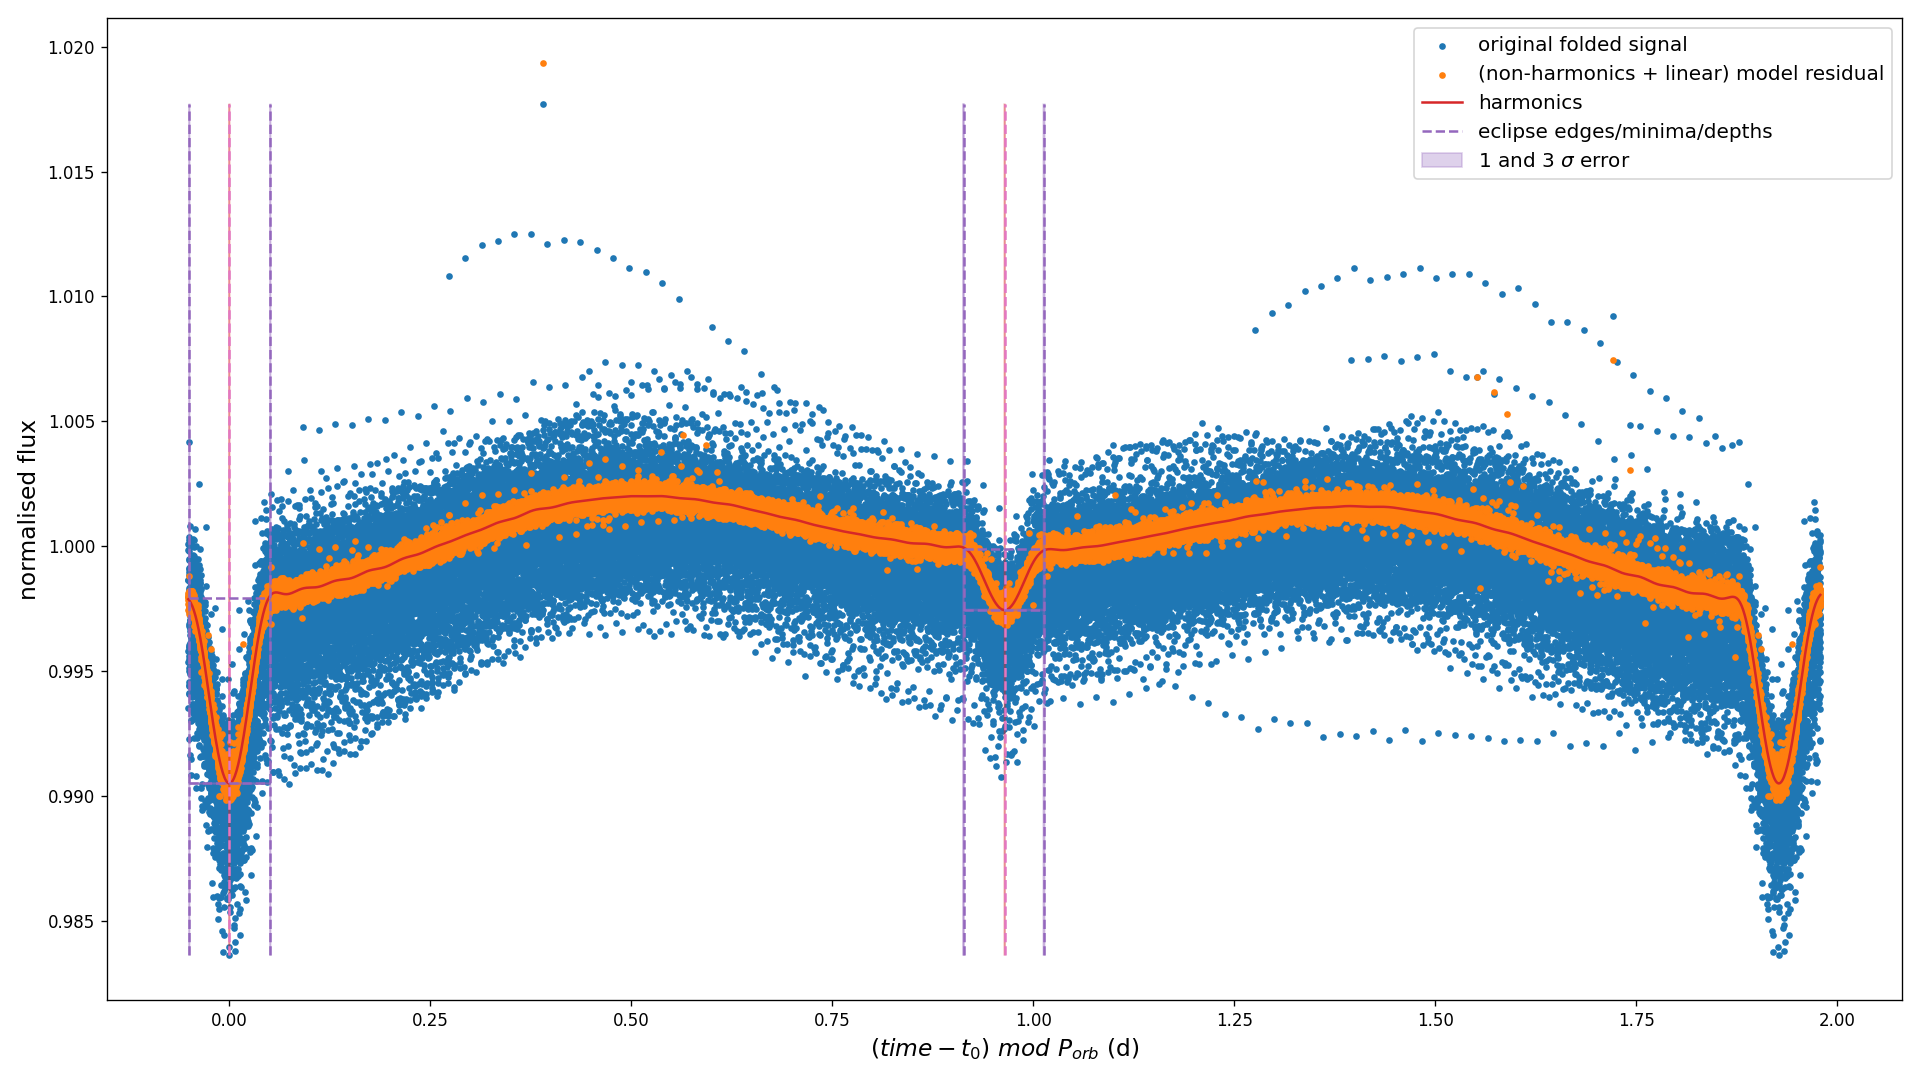 1.020
1.015
1.010
1.005
1.000
0.995
0.990
0.985
normalised flux
original folded signal
(non-harmonics + linear) model residual
harmonics
eclipse edges/minima/depths
1 and 3 σ error
0.00 0.25 0.50 0.75 1.00 1.25 1.50 1.75 2.00
(time − t₀) mod Pₒᵣb (d)